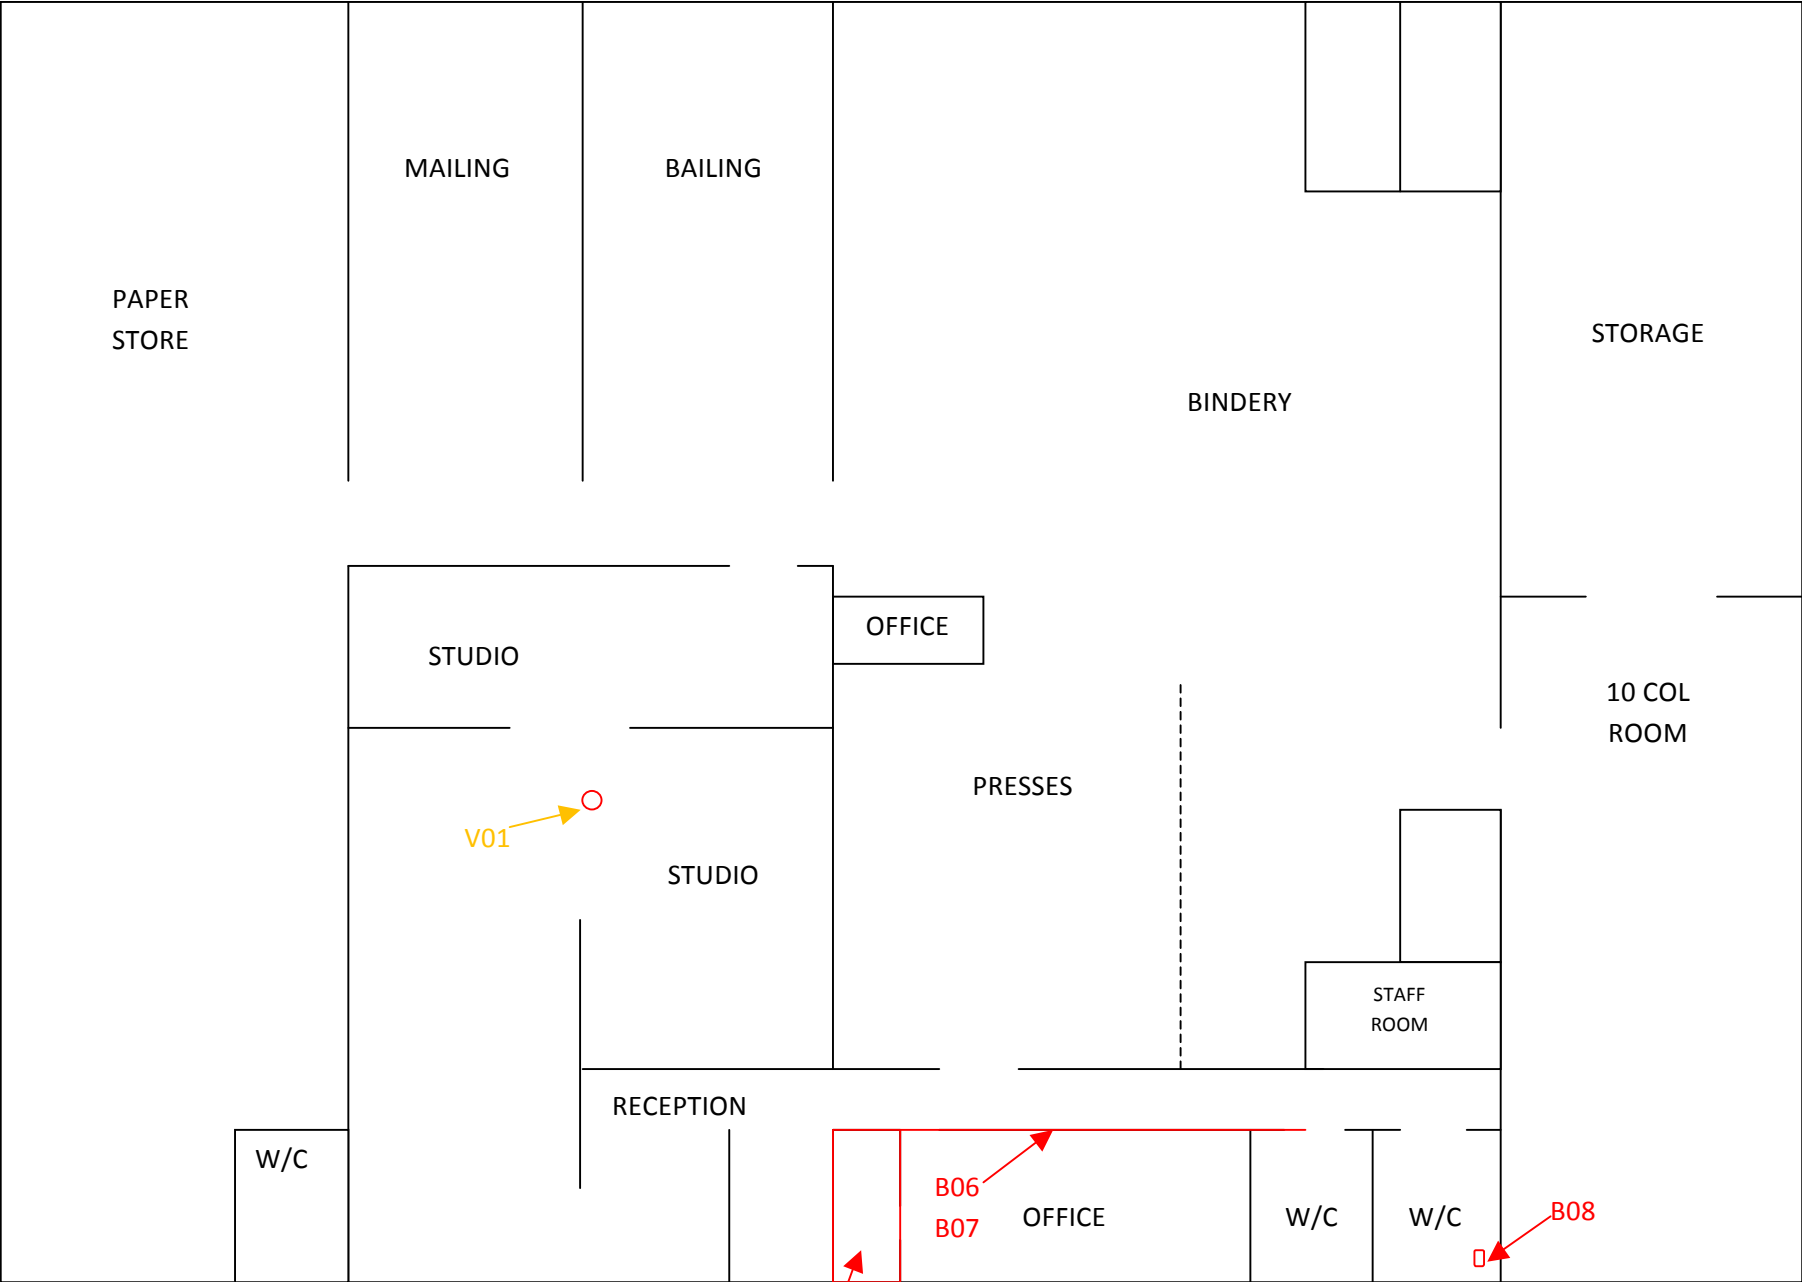 MAILING
BAILING
PAPER
STORE
STORAGE
BINDERY
OFFICE
STUDIO
10 COL
ROOM
PRESSES
V01
STUDIO
STAFF
ROOM
RECEPTION
W/C
B06
B07
OFFICE
W/C
W/C
B08